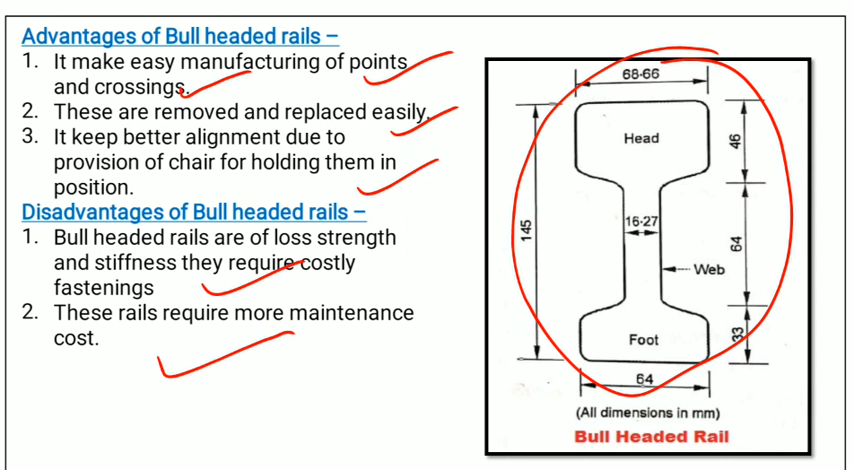 Advantages of Bull headed rails –
1. It make easy manufacturing of points
and crossings.
2. These are removed and replaced easily.
3. It keep better alignment due to
provision of chair for holding them in
position.
Disadvantages of Bull headed rails –
1. Bull headed rails are of loss strength
and stiffness they require costly
fastenings
2. These rails require more maintenance
cost.
68·66
Head
46
145
16·27
64
Web
Foot
33
64
(All dimensions in mm)
Bull Headed Rail